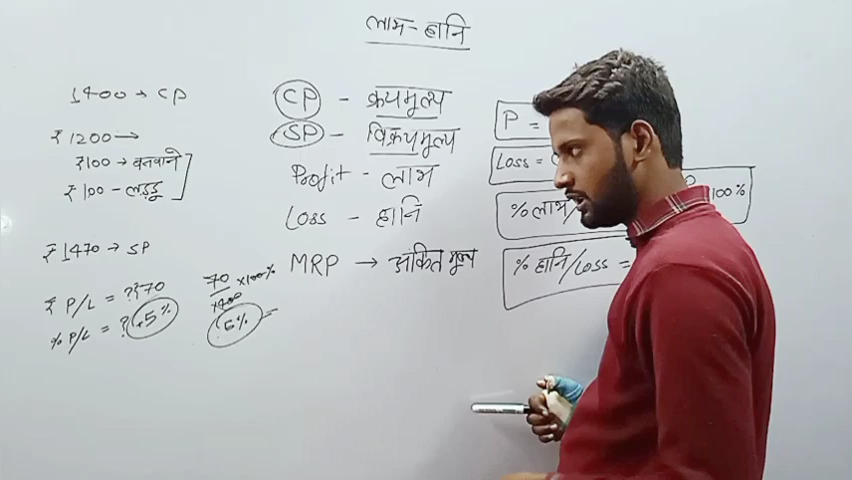 लाभ - हानि
1400 → CP
₹1200 →
₹100 → बनवाने
₹100 - लड्डू
₹1470 → SP
₹ P/L = ? ₹70
% P/L = ? 5%
70 × 100%
1400
5%
CP - क्रयमूल्य
SP - विक्रयमूल्य
Profit - लाभ
Loss - हानि
MRP → अंकित मूल्य
P =
Loss =
% लाभ/
100%
% हानि/Loss =